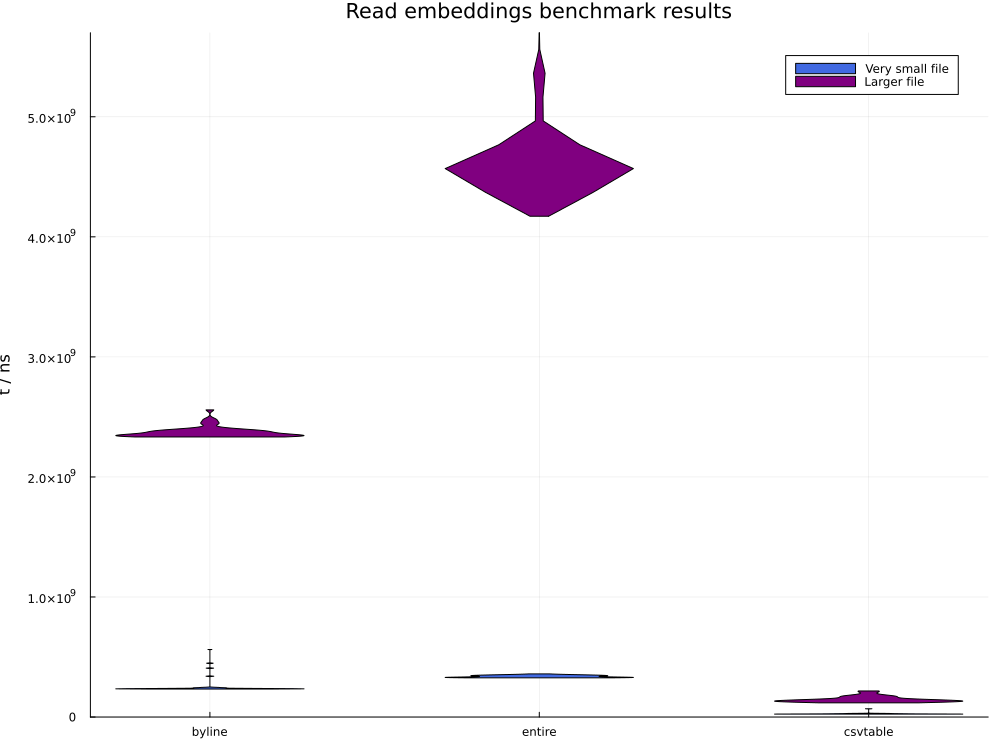 Read embeddings benchmark results
Very small file
Larger file
t / ns
5.0×10⁹
4.0×10⁹
3.0×10⁹
2.0×10⁹
1.0×10⁹
0
byline
entire
csvtable